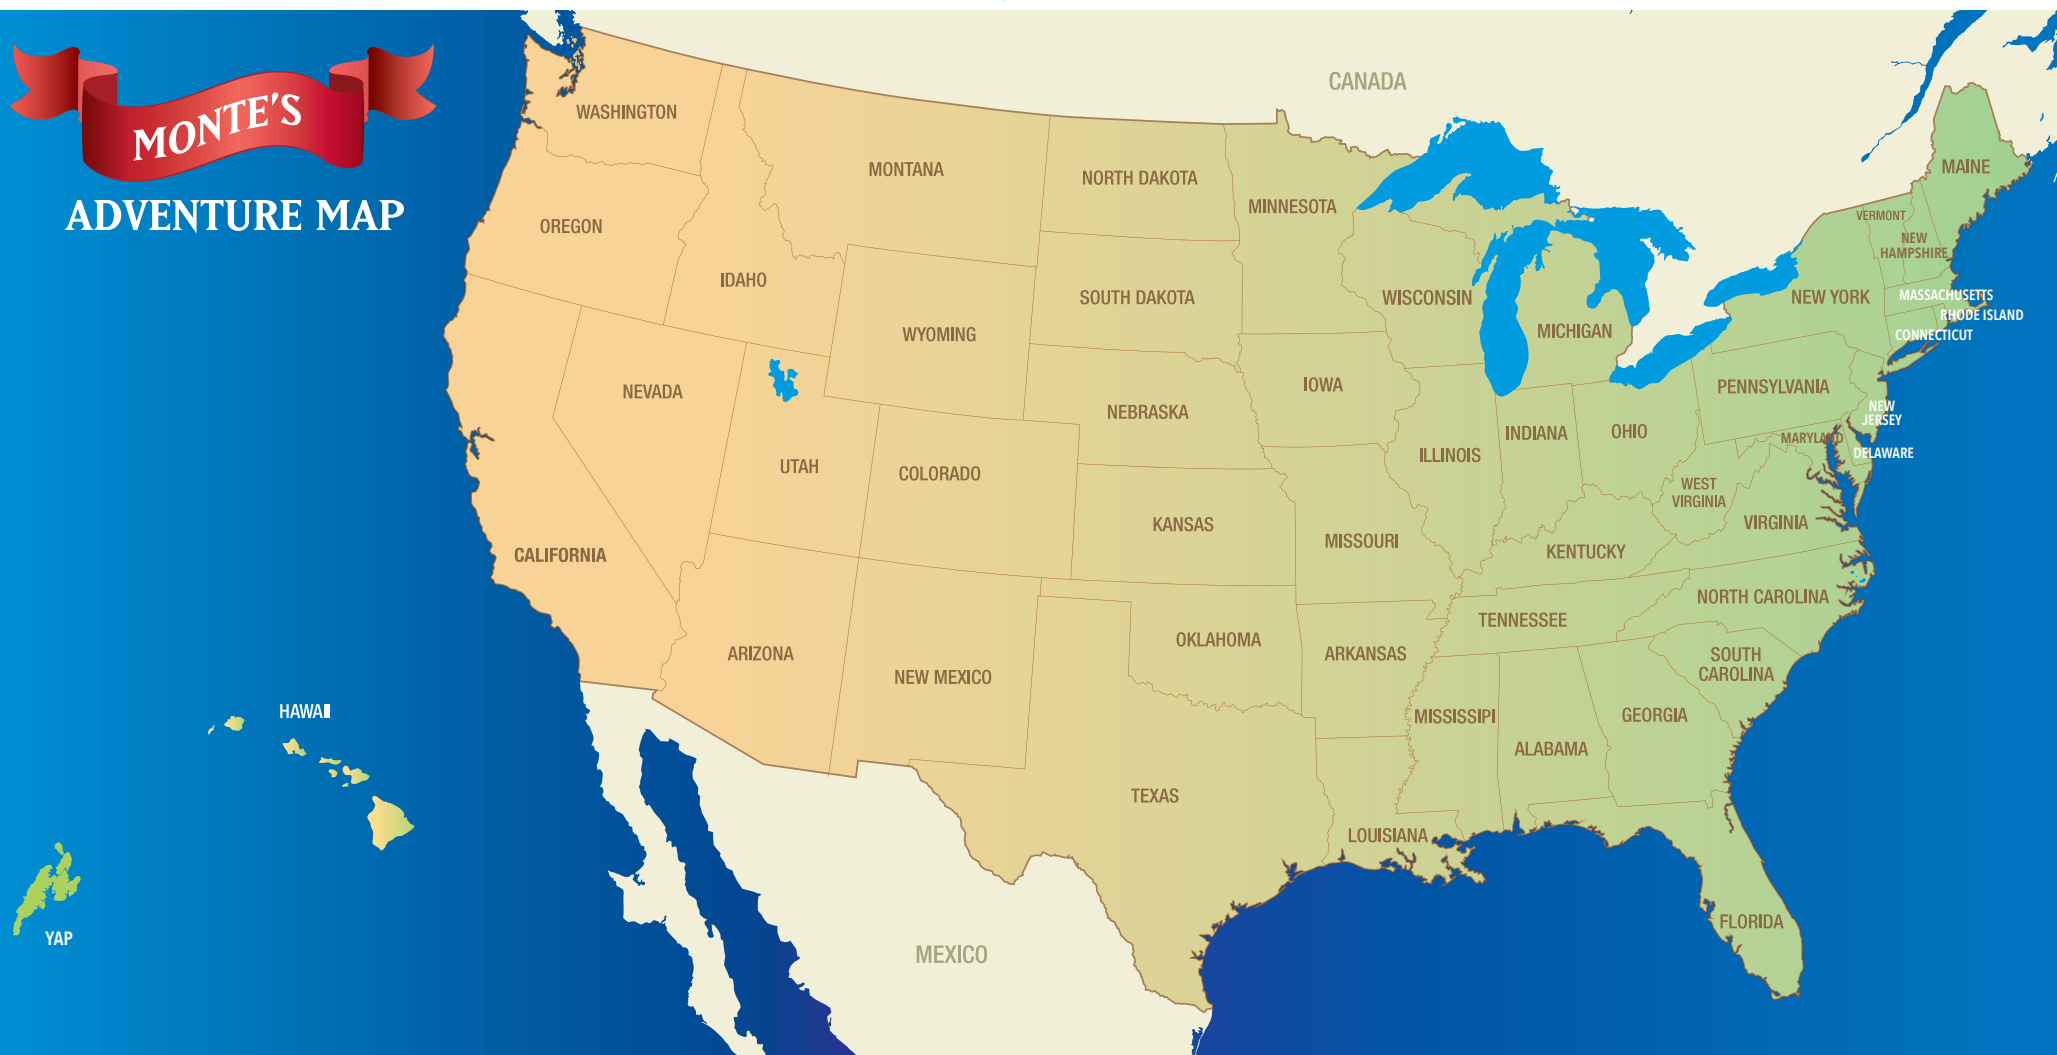 MONTE'S
ADVENTURE MAP
CANADA
WASHINGTON
MONTANA
NORTH DAKOTA
MINNESOTA
MAINE
VERMONT
NEW
HAMPSHIRE
OREGON
IDAHO
WYOMING
SOUTH DAKOTA
WISCONSIN
MICHIGAN
NEW YORK
MASSACHUSETTS
RHODE ISLAND
CONNECTICUT
NEVADA
UTAH
COLORADO
NEBRASKA
IOWA
ILLINOIS
INDIANA
OHIO
PENNSYLVANIA
NEW
JERSEY
MARYLAND
DELAWARE
WEST
VIRGINIA
VIRGINIA
CALIFORNIA
KANSAS
MISSOURI
KENTUCKY
ARIZONA
NEW MEXICO
OKLAHOMA
ARKANSAS
TENNESSEE
NORTH CAROLINA
SOUTH
CAROLINA
MISSISSIPI
ALABAMA
GEORGIA
HAWAII
TEXAS
LOUISIANA
FLORIDA
YAP
MEXICO